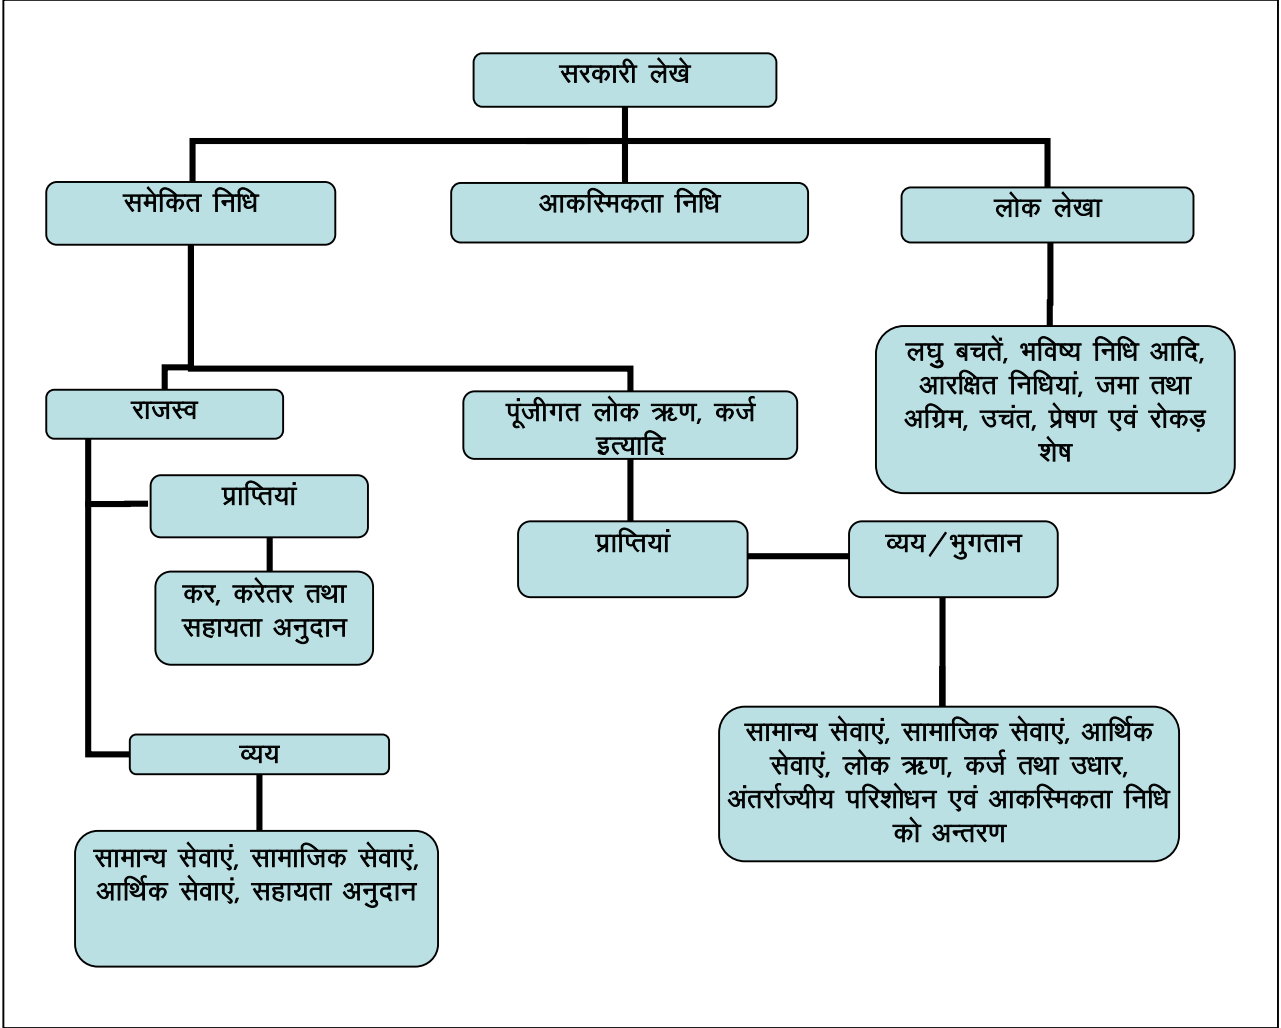 सरकारी लेखे
समेकित निधि
आकस्मिकता निधि
लोक लेखा
लघु बचतें, भविष्य निधि आदि,
आरक्षित निधियां, जमा तथा
अग्रिम, उचंत, प्रेषण एवं रोकड़
शेष
राजस्व
पूंजीगत लोक ऋण, कर्ज
इत्यादि
प्राप्तियां
कर, करेतर तथा
सहायता अनुदान
प्राप्तियां
व्यय/भुगतान
व्यय
सामान्य सेवाएं, सामाजिक सेवाएं,
आर्थिक सेवाएं, सहायता अनुदान
सामान्य सेवाएं, सामाजिक सेवाएं, आर्थिक
सेवाएं, लोक ऋण, कर्ज तथा उधार,
अंतर्राज्यीय परिशोधन एवं आकस्मिकता निधि
को अन्तरण